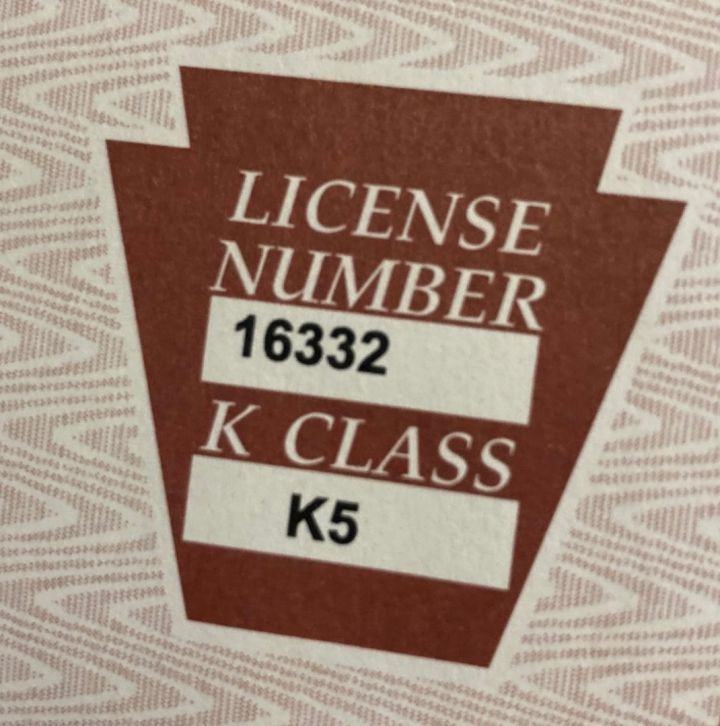 LICENSE
NUMBER
16332
K CLASS
K5